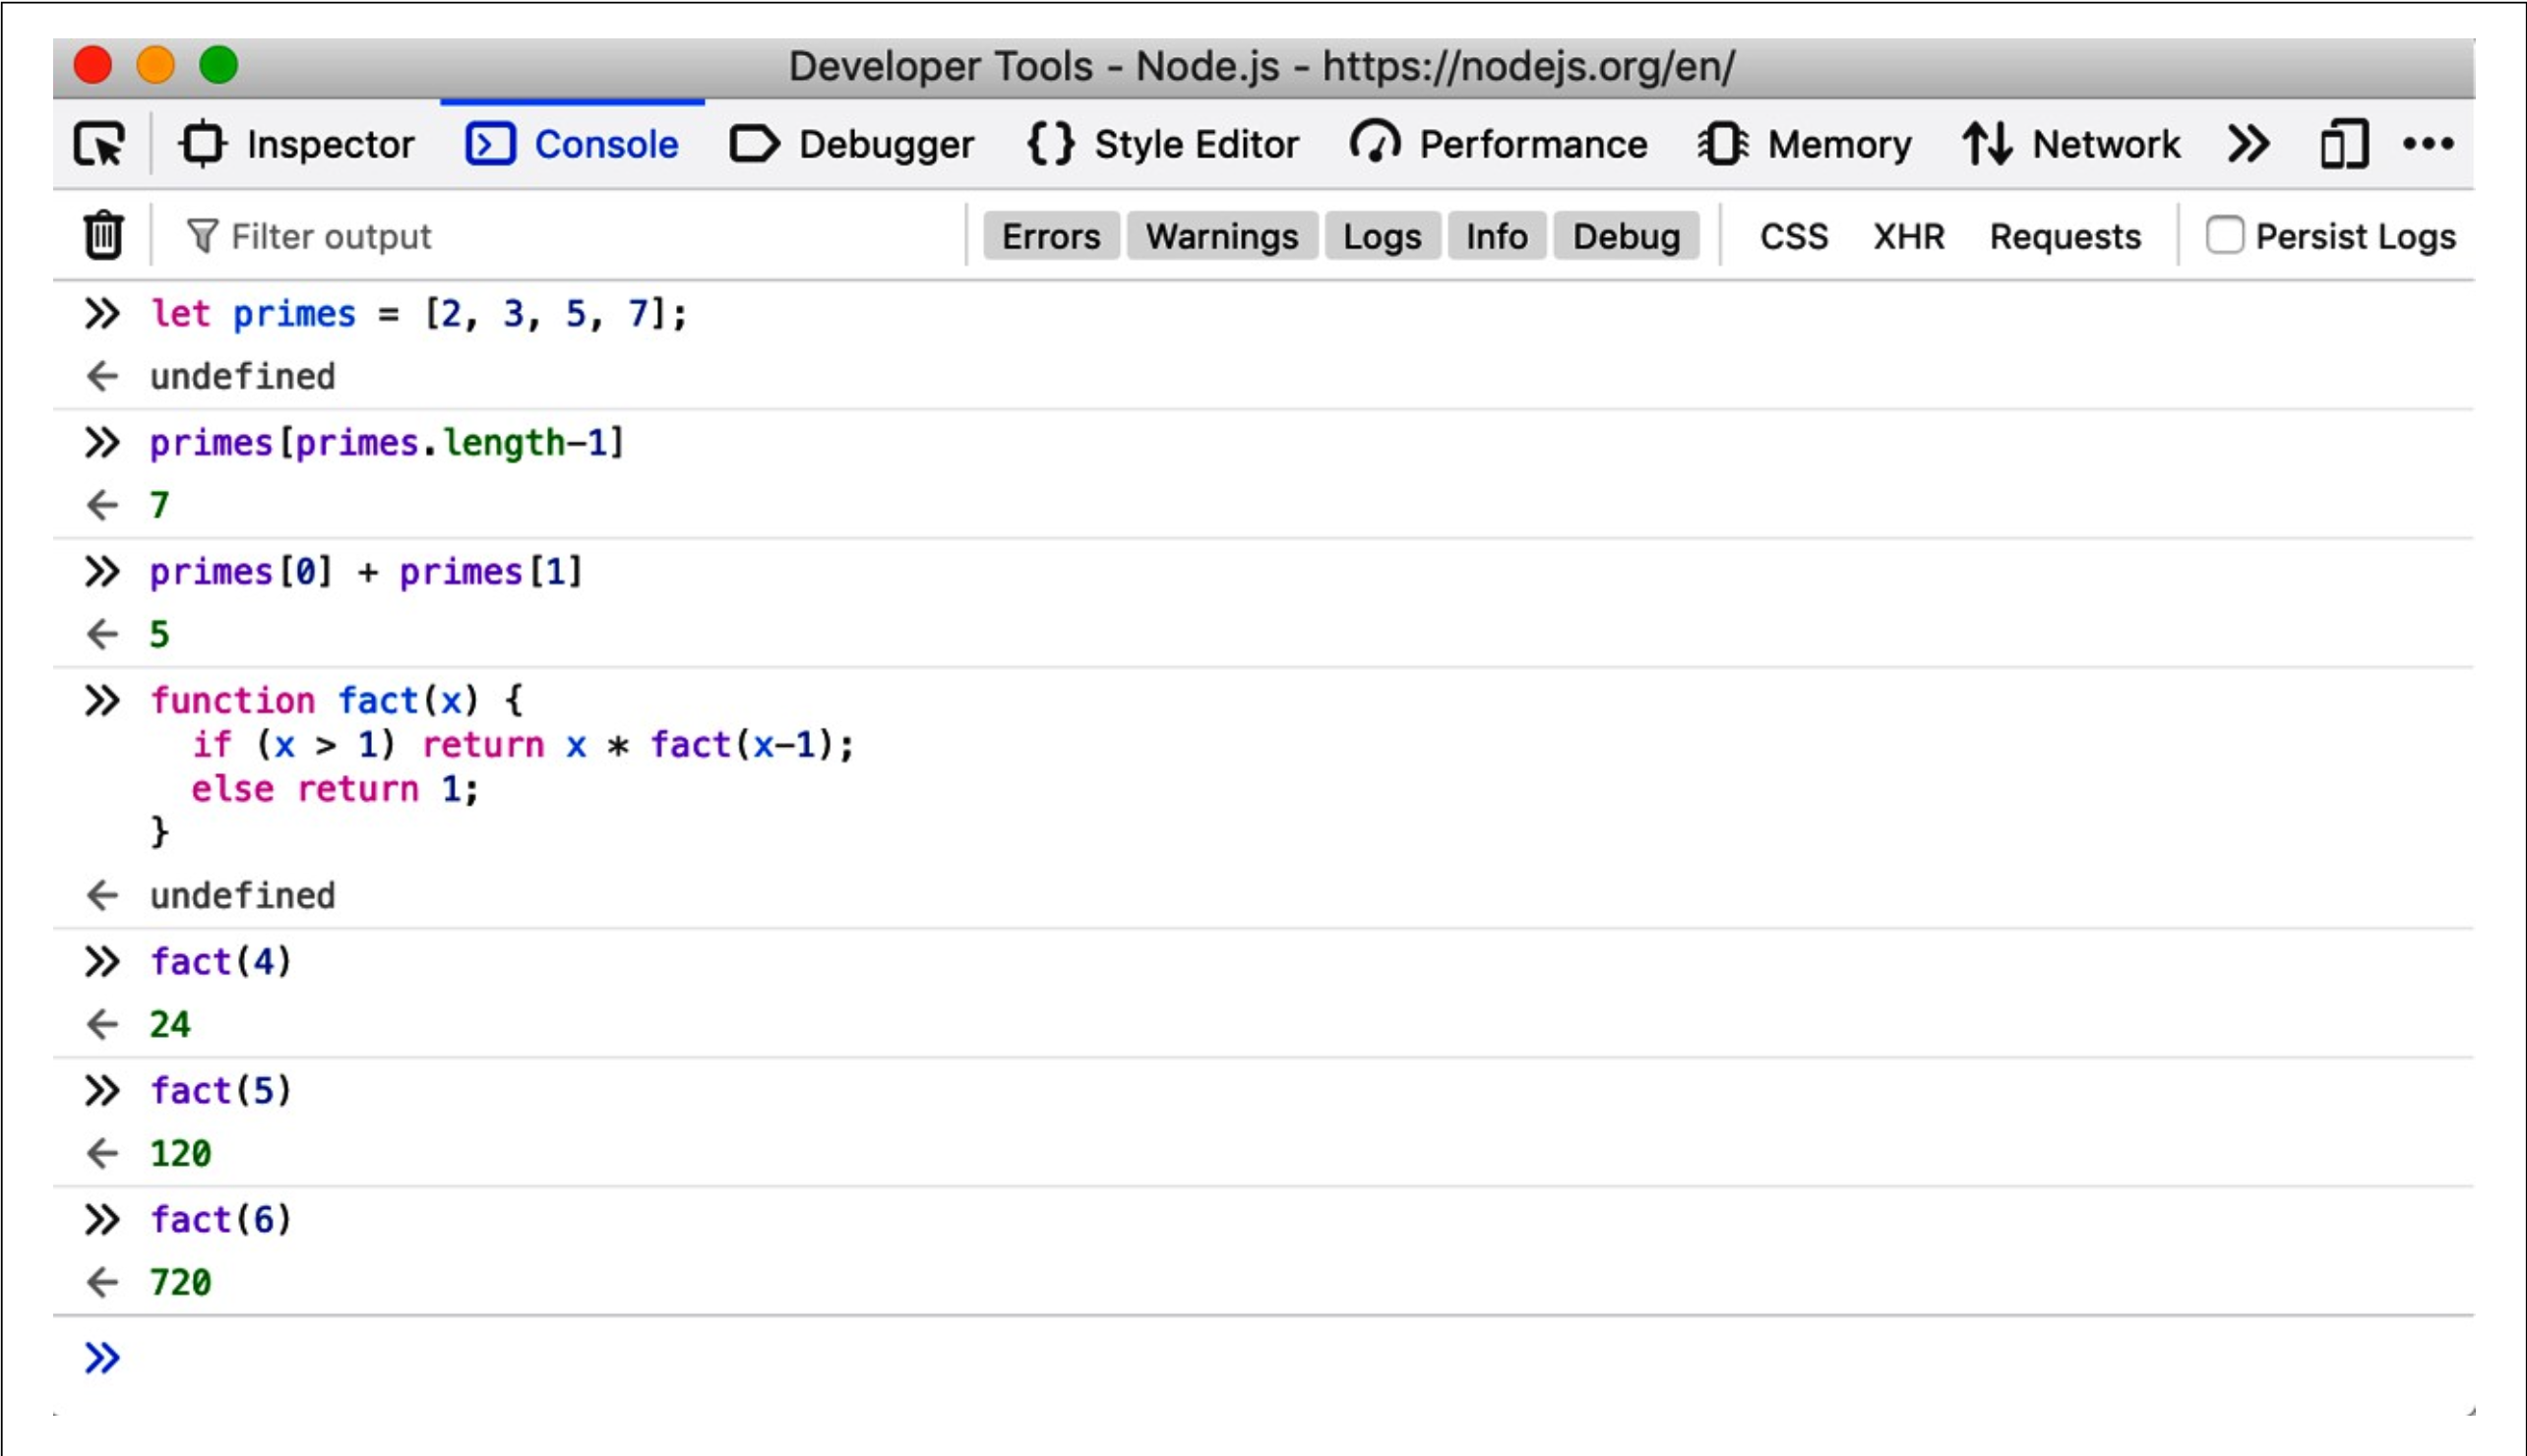 Developer Tools - Node.js - https://nodejs.org/en/
Inspector Console Debugger {} Style Editor Performance Memory Network
Filter output Errors Warnings Logs Info Debug CSS XHR Requests Persist Logs
let primes = [2, 3, 5, 7];
undefined
primes[primes.length-1]
7
primes[0] + primes[1]
5
function fact(x) {
  if (x > 1) return x * fact(x-1);
  else return 1;
}
undefined
fact(4)
24
fact(5)
120
fact(6)
720